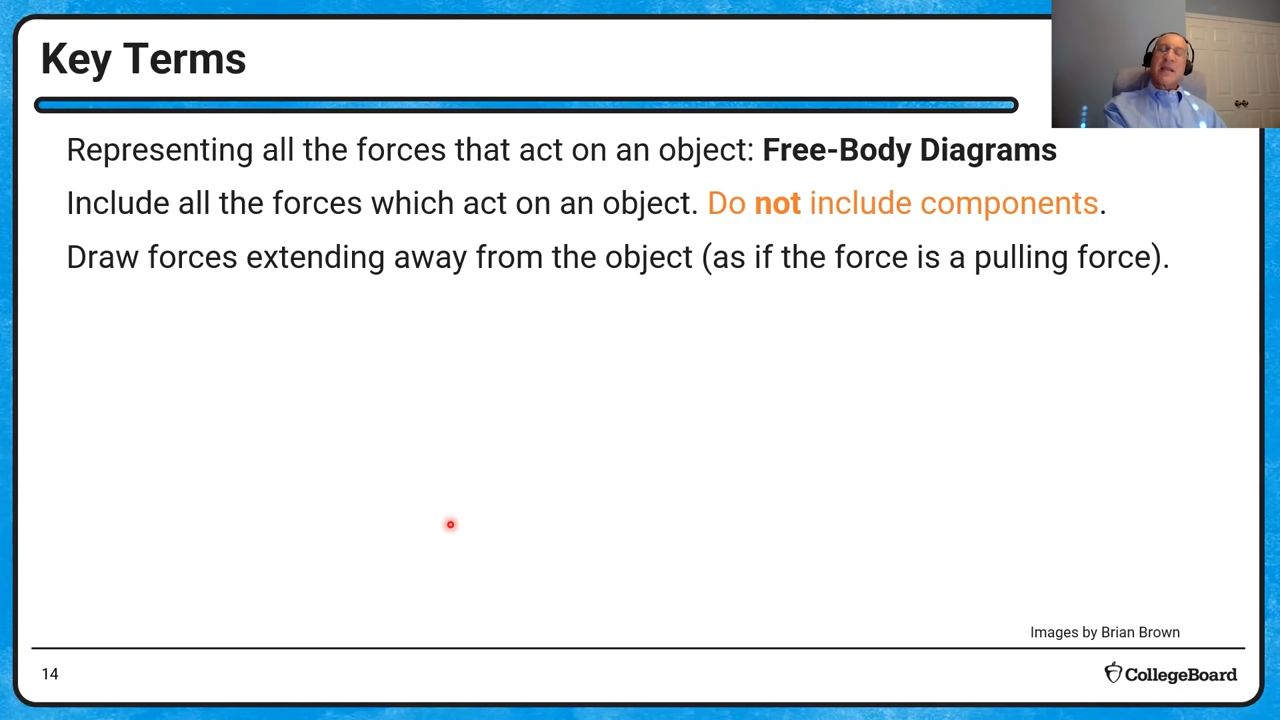 Key Terms
Representing all the forces that act on an object: Free-Body Diagrams
Include all the forces which act on an object. Do not include components.
Draw forces extending away from the object (as if the force is a pulling force).
Images by Brian Brown
14
CollegeBoard